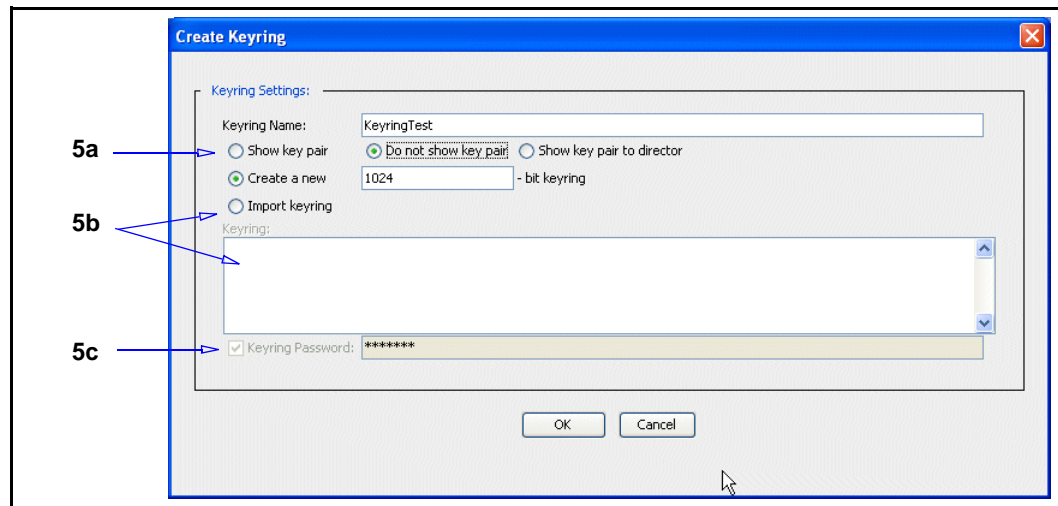 Create Keyring
Keyring Settings:
Keyring Name: KeyringTest
5a
Show key pair Do not show key pair Show key pair to director
Create a new 1024 - bit keyring
Import keyring
5b
Keyring:
5c
Keyring Password: *******
OK Cancel